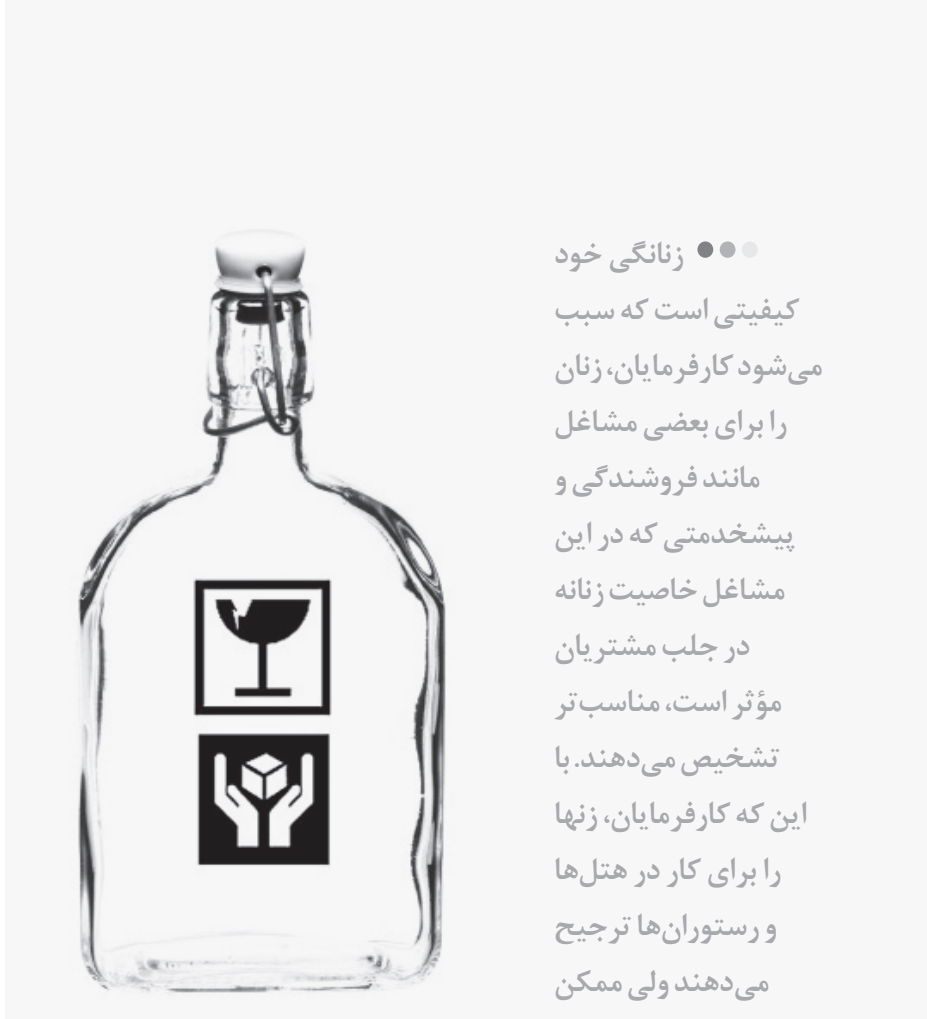 زنانگی خود
کیفیتی است که سبب
می‌شود کارفرمایان، زنان
را برای بعضی مشاغل
مانند فروشندگی و
پیشخدمتی که در این
مشاغل خاصیت زنانه
در جلب مشتریان
مؤثر است، مناسب‌تر
تشخیص می‌دهند. با
این که کارفرمایان، زنها
را برای کار در هتل‌ها
و رستوران‌ها ترجیح
می‌دهند ولی ممکن